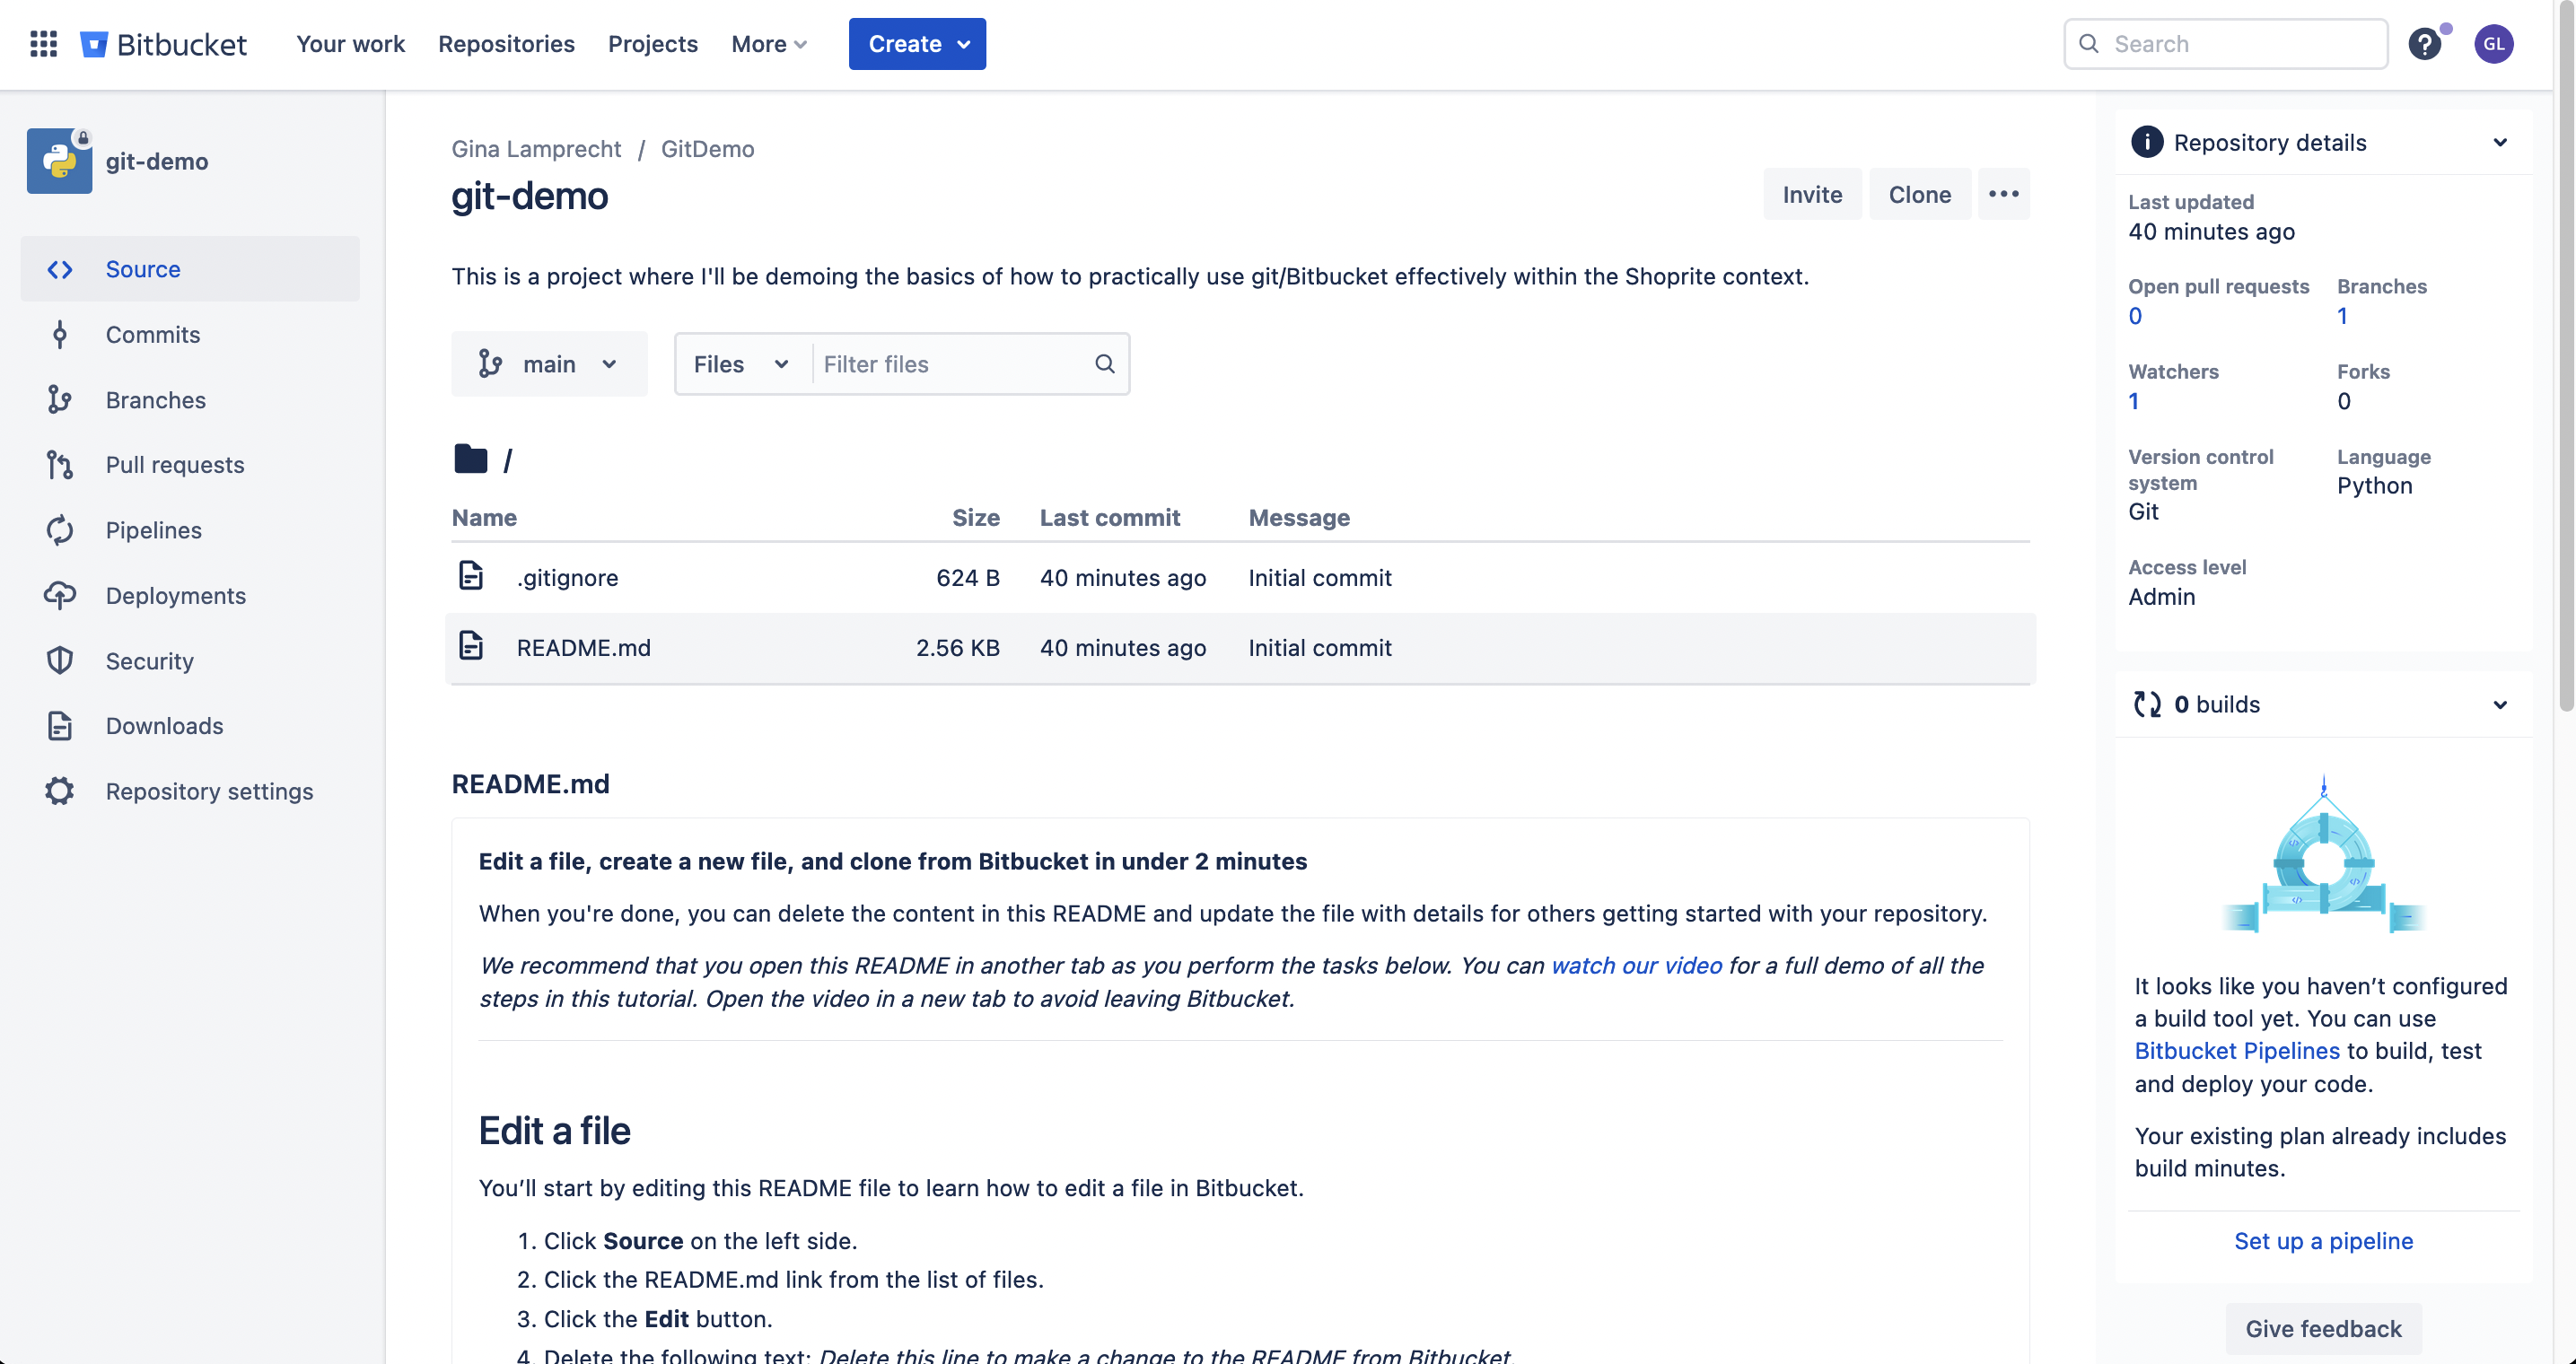 Bitbucket
Your work
Repositories
Projects
More
Create
Search
?
GL
git-demo
Source
Commits
Branches
Pull requests
Pipelines
Deployments
Security
Downloads
Repository settings
Gina Lamprecht / GitDemo
git-demo
Invite
Clone
This is a project where I'll be demoing the basics of how to practically use git/Bitbucket effectively within the Shoprite context.
main
Files
Filter files
/
Name Size Last commit Message
.gitignore 624 B 40 minutes ago Initial commit
README.md 2.56 KB 40 minutes ago Initial commit
README.md
Edit a file, create a new file, and clone from Bitbucket in under 2 minutes
When you're done, you can delete the content in this README and update the file with details for others getting started with your repository.
We recommend that you open this README in another tab as you perform the tasks below. You can watch our video for a full demo of all the
steps in this tutorial. Open the video in a new tab to avoid leaving Bitbucket.
Edit a file
You’ll start by editing this README file to learn how to edit a file in Bitbucket.
1. Click Source on the left side.
2. Click the README.md link from the list of files.
3. Click the Edit button.
4. Delete the following text: Delete this line to make a change to the README from Bitbucket.
Repository details
Last updated
40 minutes ago
Open pull requests Branches
0 1
Watchers Forks
1 0
Version control Language
system Python
Git
Access level
Admin
0 builds
It looks like you haven’t configured
a build tool yet. You can use
Bitbucket Pipelines to build, test
and deploy your code.
Your existing plan already includes
build minutes.
Set up a pipeline
Give feedback